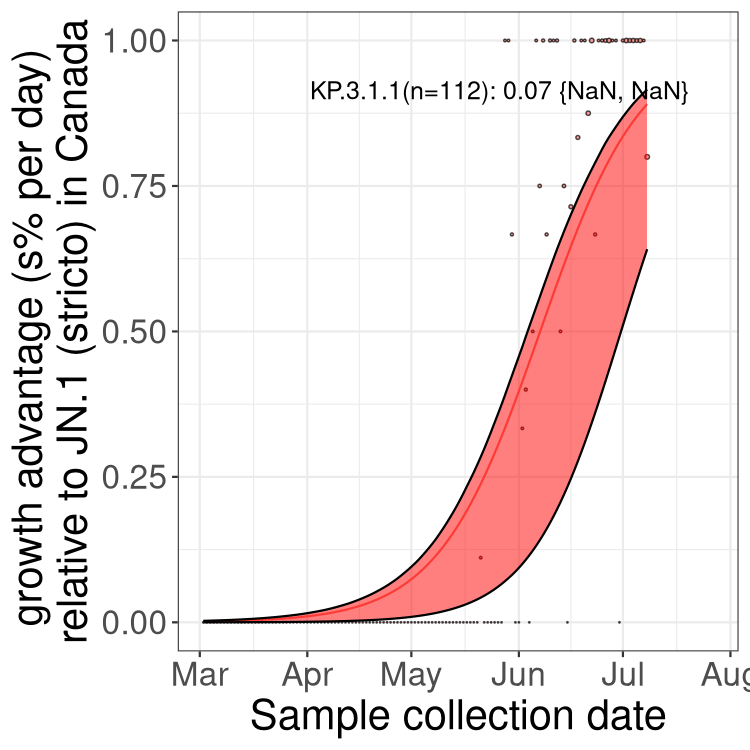 growth advantage (s% per day)
relative to JN.1 (stricto) in Canada
1.00
0.75
0.50
0.25
0.00
KP.3.1.1(n=112): 0.07 {NaN, NaN}
Mar Apr May Jun Jul Aug
Sample collection date